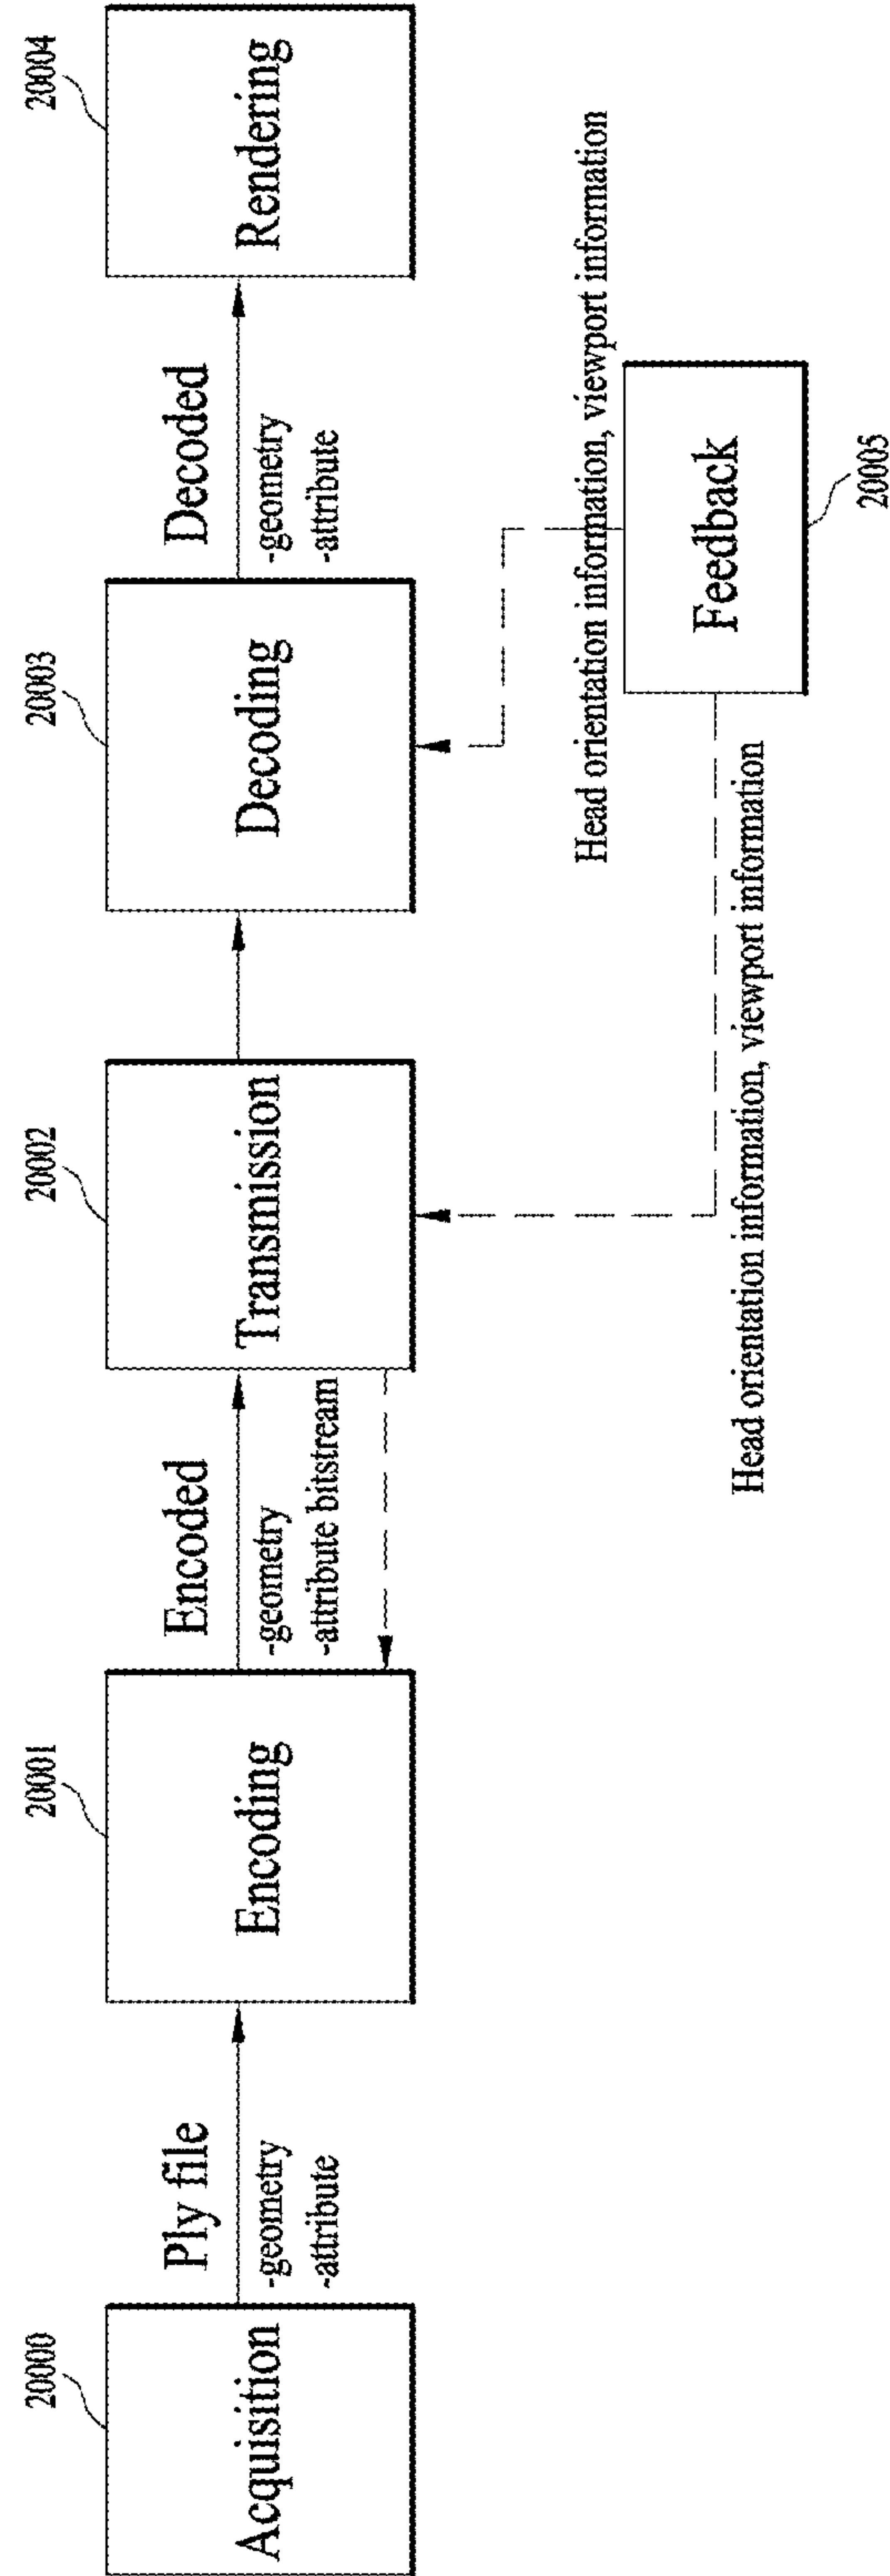 20000
20001
20002
20003
20004
Ply file
Encoded
Decoded
Acquisition
Encoding
Transmission
Decoding
Rendering
-geometry
-attribute
-geometry
-attribute bitstream
-geometry
-attribute
Head orientation information, viewport information
Feedback
Head orientation information, viewport information
20005